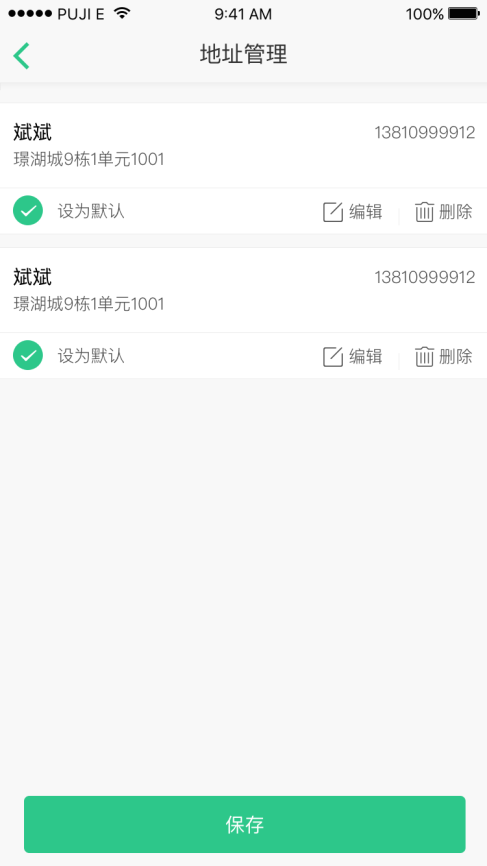 PUJI E 9:41 AM 100%
地址管理
斌斌 13810999912
璟湖城9栋1单元1001
设为默认 编辑 删除
斌斌 13810999912
璟湖城9栋1单元1001
设为默认 编辑 删除
保存